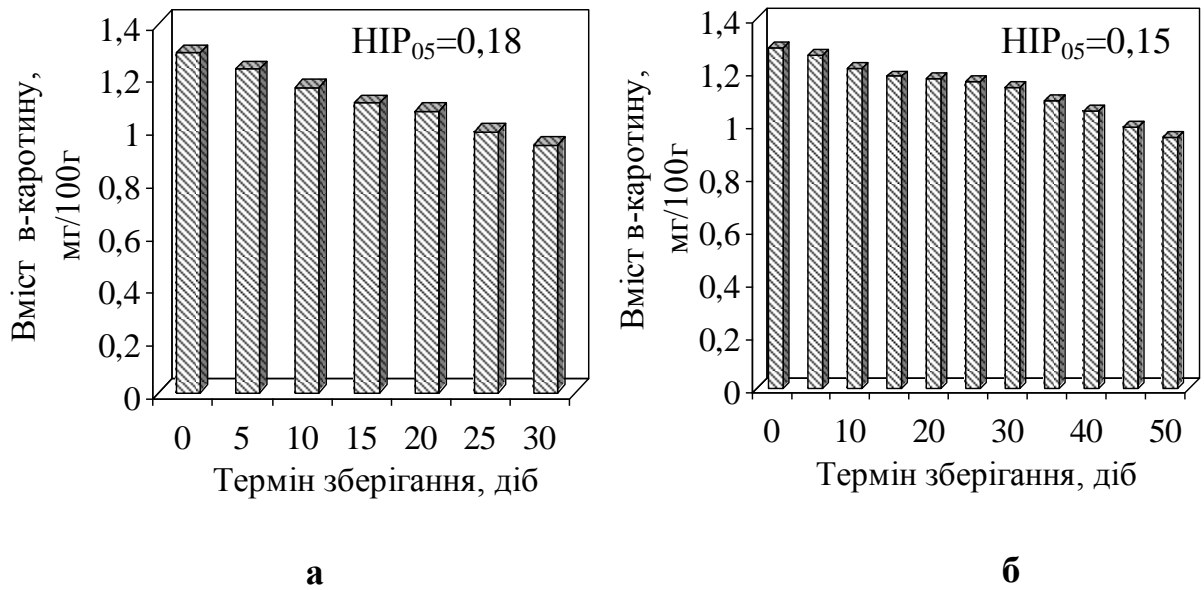 Вміст в-каротину,
мг/100г
1,4
1,2
1
0,8
0,6
0,4
0,2
0
НІР05=0,18
0 5 10 15 20 25 30
Термін зберігання, діб
а
Вміст в-каротину,
мг/100г
1,4
1,2
1
0,8
0,6
0,4
0,2
0
НІР05=0,15
0 10 20 30 40 50
Термін зберігання, діб
б